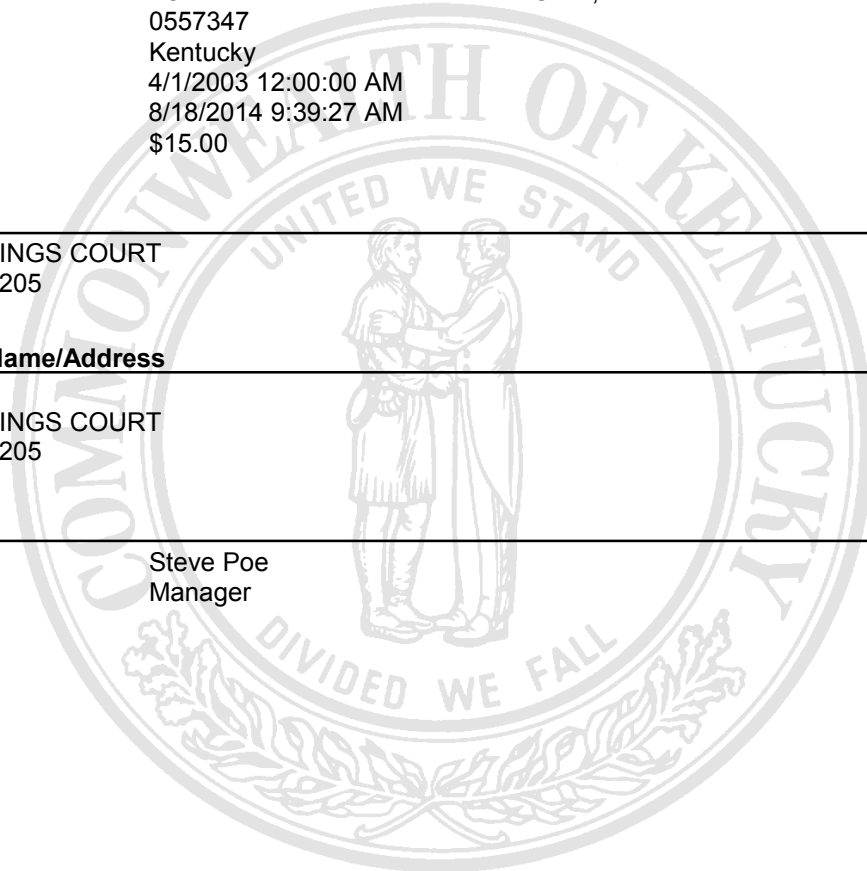 0557347
Kentucky
4/1/2003 12:00:00 AM
8/18/2014 9:39:27 AM
$15.00
INGS COURT
205
ame/Address
INGS COURT
205
Steve Poe
Manager
COMMONWEALTH OF KENTUCKY
UNITED WE STAND
DIVIDED WE FALL